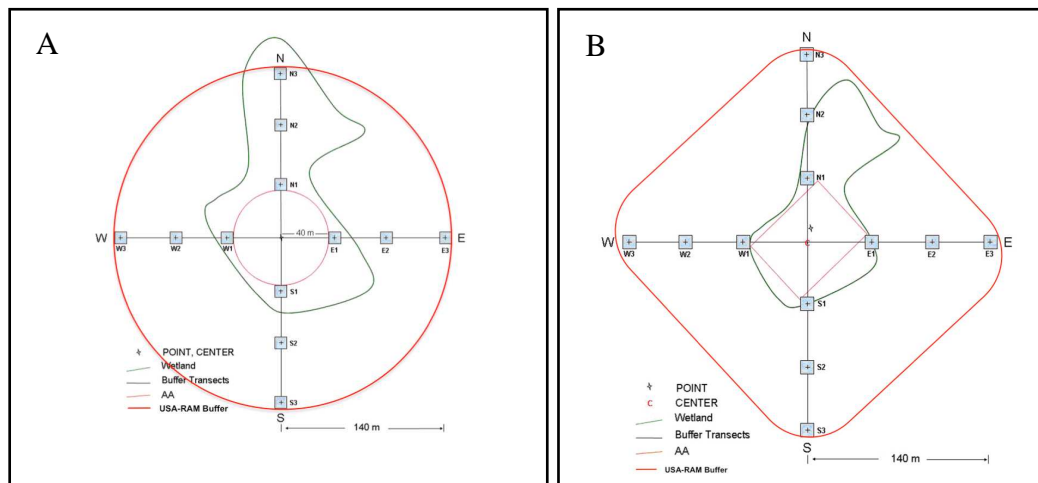 A
N
N3
N2
N1
40 m
W
W3
W2
W1
E1
E2
E3
E
S1
S2
S3
S
POINT, CENTER
Wetland
Buffer Transects
AA
USA-RAM Buffer
140 m
B
N
N3
N2
N1
W
W3
W2
W1
C
E1
E2
E3
E
S1
S2
S3
S
POINT
C CENTER
Wetland
Buffer Transects
AA
USA-RAM Buffer
140 m